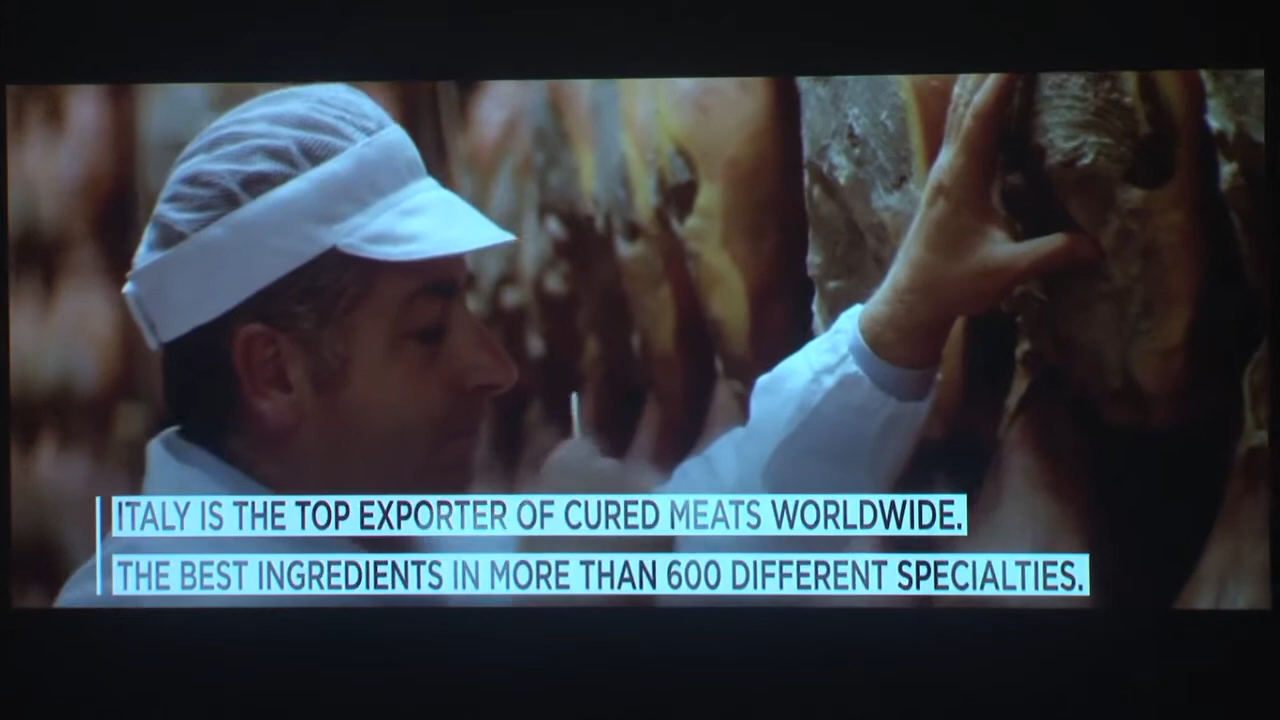 ITALY IS THE TOP EXPORTER OF CURED MEATS WORLDWIDE.
THE BEST INGREDIENTS IN MORE THAN 600 DIFFERENT SPECIALTIES.